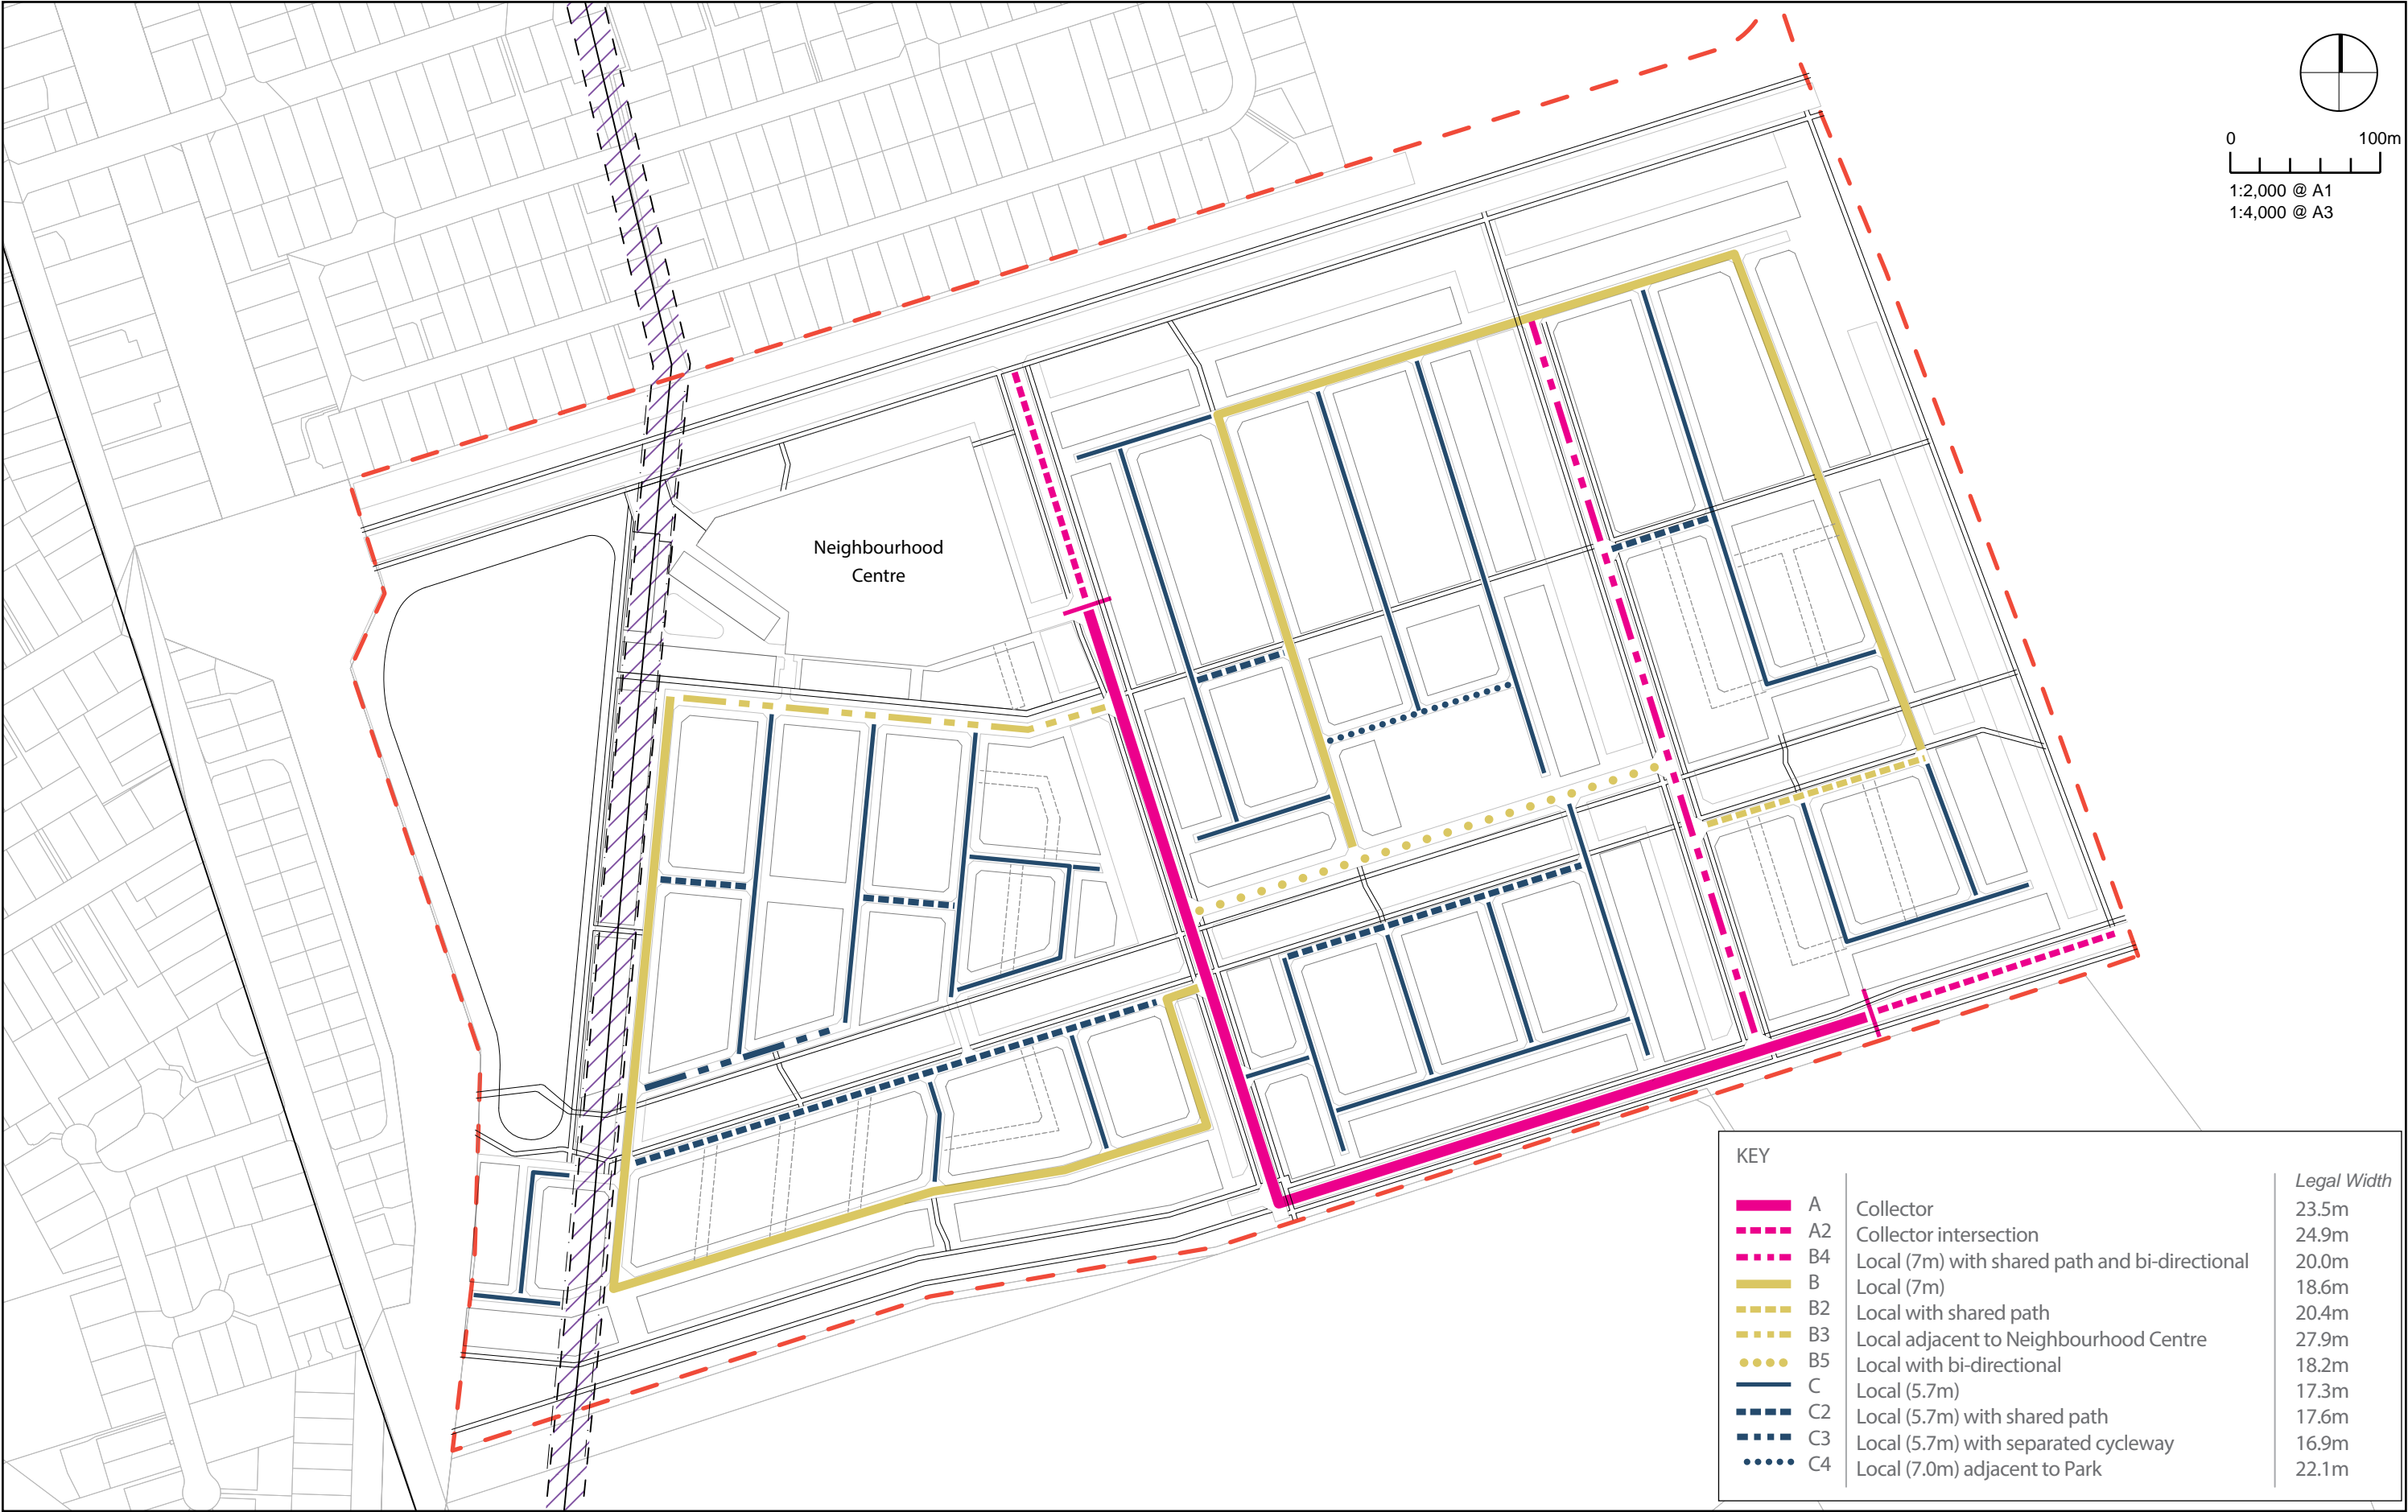 0 100m
1:2,000 @ A1
1:4,000 @ A3
Neighbourhood
Centre
KEY
Legal Width
A Collector 23.5m
A2 Collector intersection 24.9m
B4 Local (7m) with shared path and bi-directional 20.0m
B Local (7m) 18.6m
B2 Local with shared path 20.4m
B3 Local adjacent to Neighbourhood Centre 27.9m
B5 Local with bi-directional 18.2m
C Local (5.7m) 17.3m
C2 Local (5.7m) with shared path 17.6m
C3 Local (5.7m) with separated cycleway 16.9m
C4 Local (7.0m) adjacent to Park 22.1m